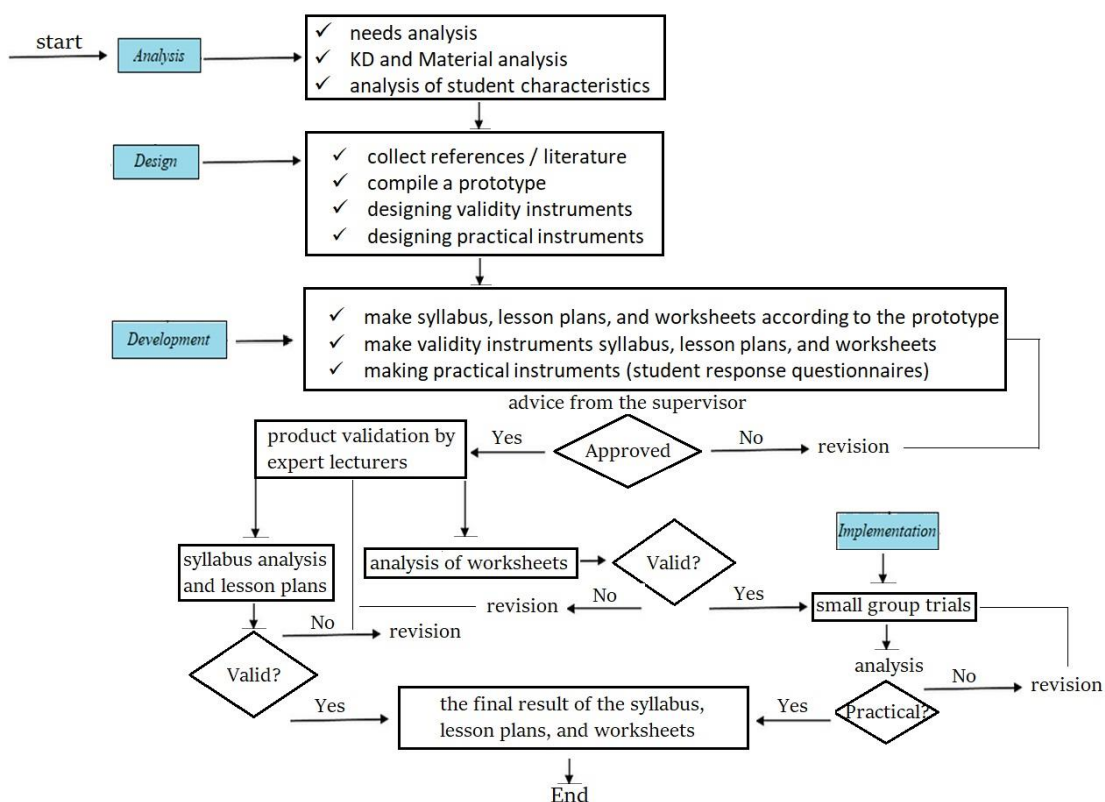 start
Analysis
✓ needs analysis
✓ KD and Material analysis
✓ analysis of student characteristics
Design
✓ collect references / literature
✓ compile a prototype
✓ designing validity instruments
✓ designing practical instruments
Development
✓ make syllabus, lesson plans, and worksheets according to the prototype
✓ make validity instruments syllabus, lesson plans, and worksheets
✓ making practical instruments (student response questionnaires)
advice from the supervisor
product validation by
expert lecturers
Yes
Approved
No
revision
Implementation
syllabus analysis
and lesson plans
analysis of worksheets
Valid?
revision
No
Yes
small group trials
No
revision
Valid?
analysis
Practical?
No
revision
Yes
the final result of the syllabus,
lesson plans, and worksheets
Yes
End